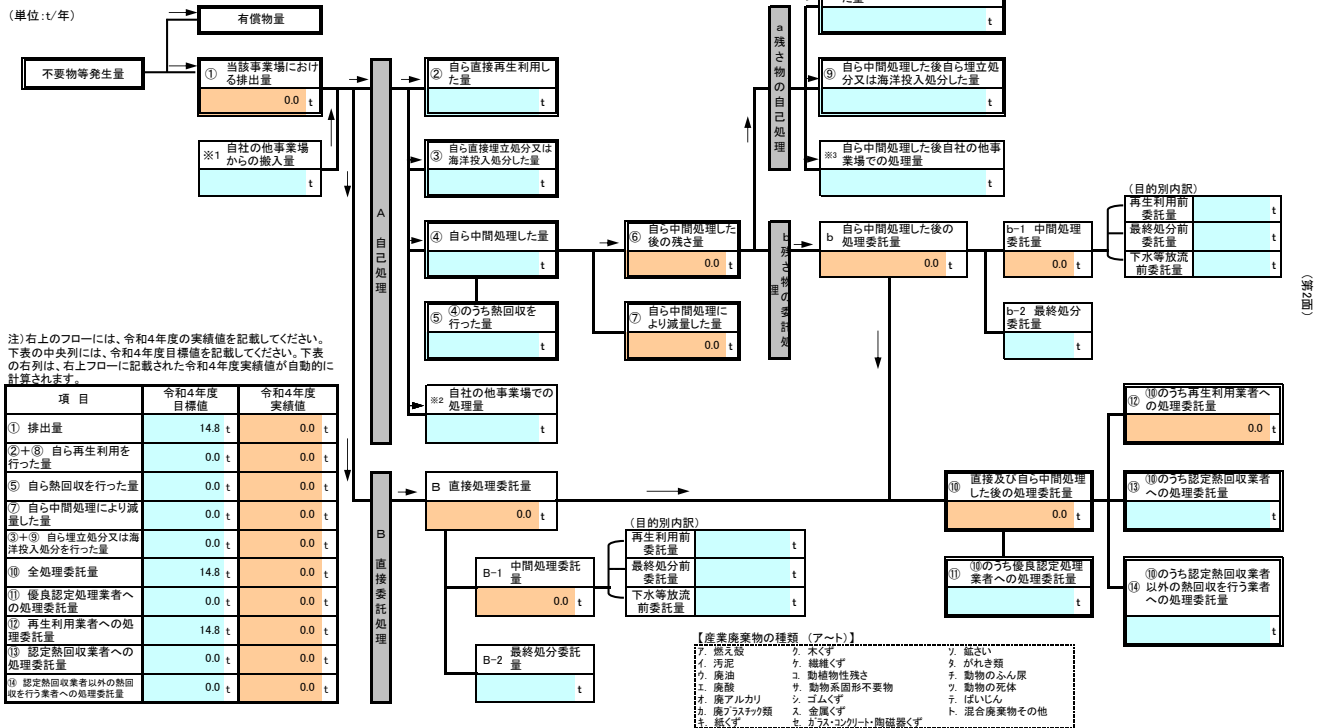 (単位:t/年)
有償物量
不要物等発生量
① 当該事業場におけ
る排出量
0.0 t
※1 自社の他事業場
からの搬入量
t
A 自己処理
② 自ら直接再生利用し
た量
t
③ 自ら直接埋立処分又は
海洋投入処分した量
t
④ 自ら中間処理した量
t
⑤ ④のうち熱回収を
行った量
t
※2 自社の他事業場での
処理量
t
⑥ 自ら中間処理した
後の残さ量
0.0 t
⑦ 自ら中間処理に
より減量した量
0.0 t
a 残さ物の自己処理
t
⑨ 自ら中間処理した後自ら埋立処
分又は海洋投入処分した量
t
※3 自ら中間処理した後自社の他事
業場での処理量
t
b 残さ物の委託処理
b 自ら中間処理した後の
処理委託量
0.0 t
b-1 中間処理
委託量
0.0 t
b-2 最終処分
委託量
t
(目的別内訳)
再生利用前
委託量 t
最終処分前
委託量 t
下水等放流
前委託量 t
(第2面)
注)右上のフローには、令和4年度の実績値を記載してください。
下表の中央列には、令和4年度目標値を記載してください。下表
の右列は、右上フローに記載された令和4年度実績値が自動的に
計算されます。
項 目 令和4年度 目標値 令和4年度 実績値
① 排出量 14.8 t 0.0 t
②+⑧ 自ら再生利用を
行った量 0.0 t 0.0 t
⑤ 自ら熱回収を行った量 0.0 t 0.0 t
⑦ 自ら中間処理により減
量した量 0.0 t 0.0 t
③+⑨ 自ら埋立処分又は海
洋投入処分を行った量 0.0 t 0.0 t
⑩ 全処理委託量 14.8 t 0.0 t
⑪ 優良認定処理業者へ
の処理委託量 0.0 t 0.0 t
⑫ 再生利用業者への処
理委託量 14.8 t 0.0 t
⑬ 認定熱回収業者への
処理委託量 0.0 t 0.0 t
⑭ 認定熱回収業者以外の熱回
収を行う業者への処理委託量 0.0 t 0.0 t
B 直接委託処理
B 直接処理委託量
0.0 t
B-1 中間処理委託
量
0.0 t
B-2 最終処分委託
量
t
(目的別内訳)
再生利用前
委託量 t
最終処分前
委託量 t
下水等放流
前委託量 t
⑩ 直接及び自ら中間処理
した後の処理委託量
0.0 t
⑪ ⑩のうち優良認定処理
業者への処理委託量
t
⑫ ⑩のうち再生利用業者へ
の処理委託量
0.0 t
⑬ ⑩のうち認定熱回収業者
への処理委託量
t
⑭ ⑩のうち認定熱回収業者
以外の熱回収を行う業者
への処理委託量
t
【産業廃棄物の種類 (ア~ト)】
ア. 燃え殻 ク. 木くず ソ. 鉱さい
イ. 汚泥 ケ. 繊維くず タ. がれき類
ウ. 廃油 コ. 動植物性残さ チ. 動物のふん尿
エ. 廃酸 サ. 動物系固形不要物 ツ. 動物の死体
オ. 廃アルカリ シ. ゴムくず テ. ばいじん
カ. 廃プラスチック類 ス. 金属くず ト. 混合廃棄物その他
キ. 紙くず セ. ガラス・コンクリート・陶磁器くず